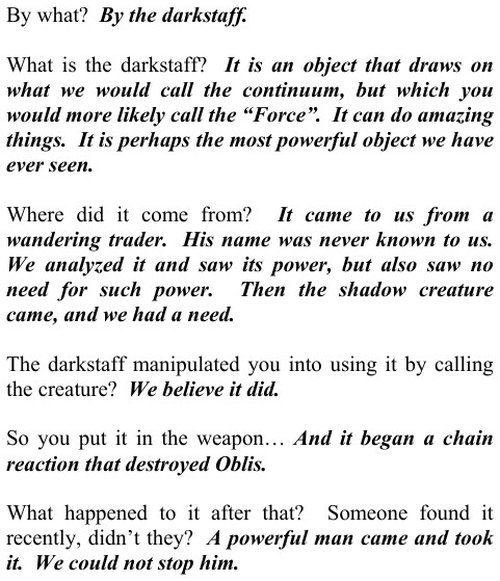 By what? By the darkstaff.
What is the darkstaff? It is an object that draws on
what we would call the continuum, but which you
would more likely call the “Force”. It can do amazing
things. It is perhaps the most powerful object we have
ever seen.
Where did it come from? It came to us from a
wandering trader. His name was never known to us.
We analyzed it and saw its power, but also saw no
need for such power. Then the shadow creature
came, and we had a need.
The darkstaff manipulated you into using it by calling
the creature? We believe it did.
So you put it in the weapon… And it began a chain
reaction that destroyed Oblis.
What happened to it after that? Someone found it
recently, didn’t they? A powerful man came and took
it. We could not stop him.